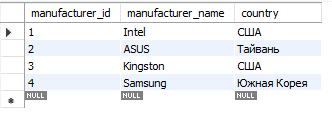 manufacturer_id manufacturer_name country
1 Intel США
2 ASUS Тайвань
3 Kingston США
4 Samsung Южная Корея
NULL NULL NULL